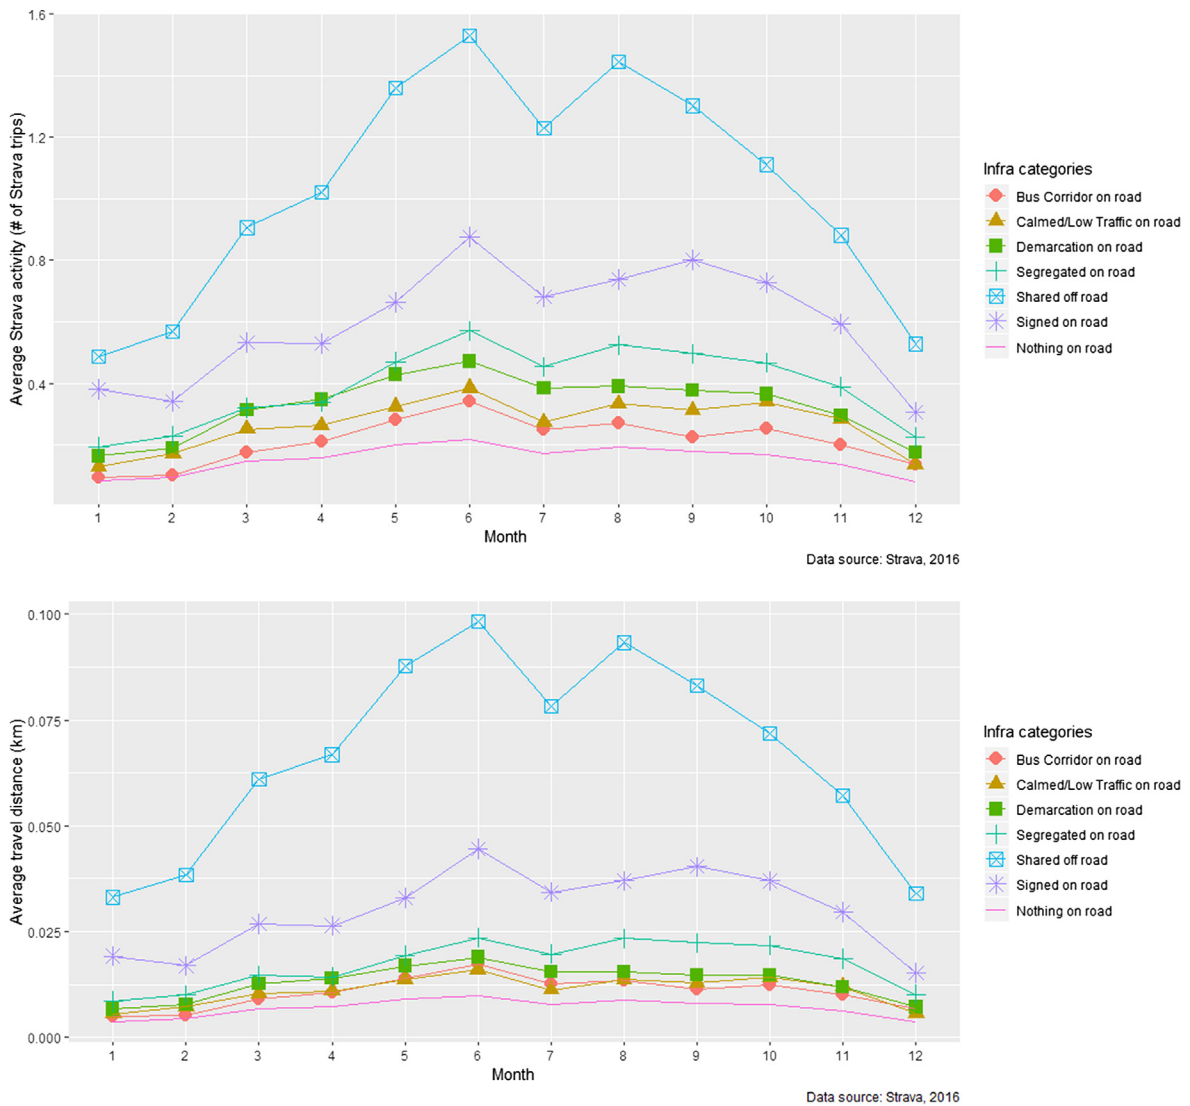 1.6
1.2
0.8
0.4
Average Strava activity (# of Strava trips)
1 2 3 4 5 6 7 8 9 10 11 12
Month
Data source: Strava, 2016
Infra categories
Bus Corridor on road
Calmed/Low Traffic on road
Demarcation on road
Segregated on road
Shared off road
Signed on road
Nothing on road
0.100
0.075
0.050
0.025
0.000
Average travel distance (km)
1 2 3 4 5 6 7 8 9 10 11 12
Month
Data source: Strava, 2016
Infra categories
Bus Corridor on road
Calmed/Low Traffic on road
Demarcation on road
Segregated on road
Shared off road
Signed on road
Nothing on road